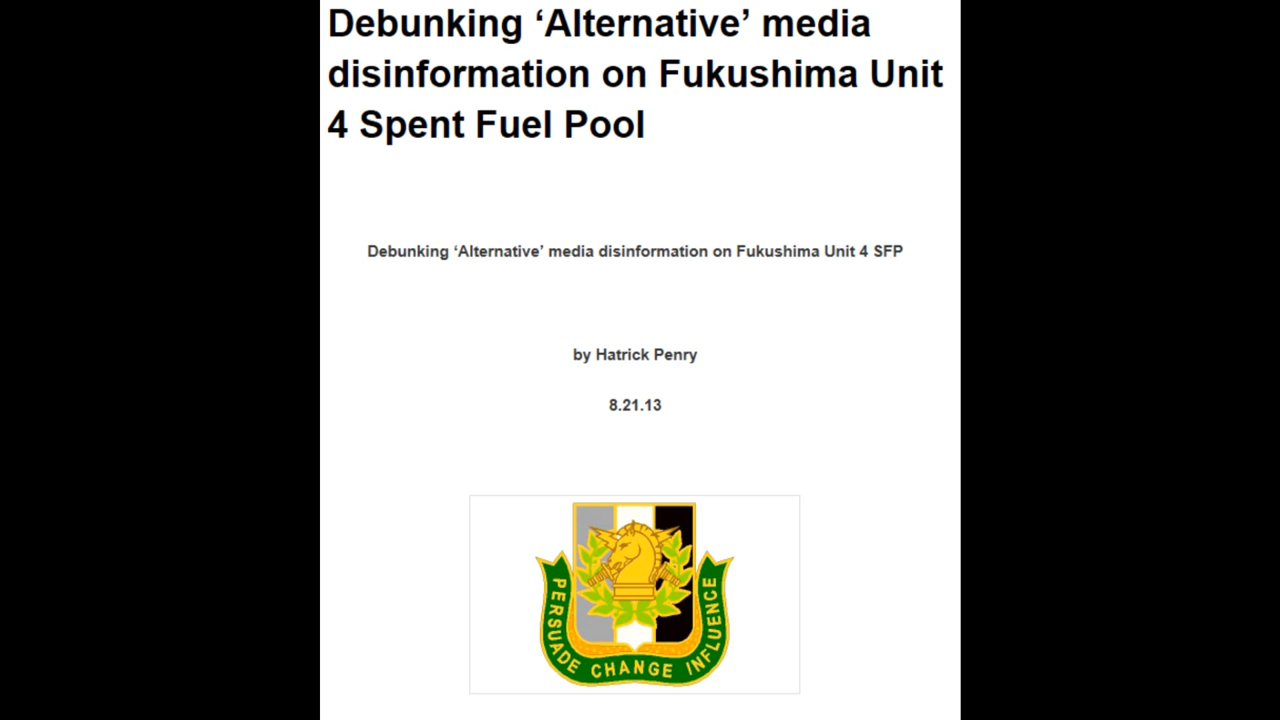 Debunking ‘Alternative’ media
disinformation on Fukushima Unit
4 Spent Fuel Pool
Debunking ‘Alternative’ media disinformation on Fukushima Unit 4 SFP
by Hatrick Penry
8.21.13
PERSUADE CHANGE INFLUENCE